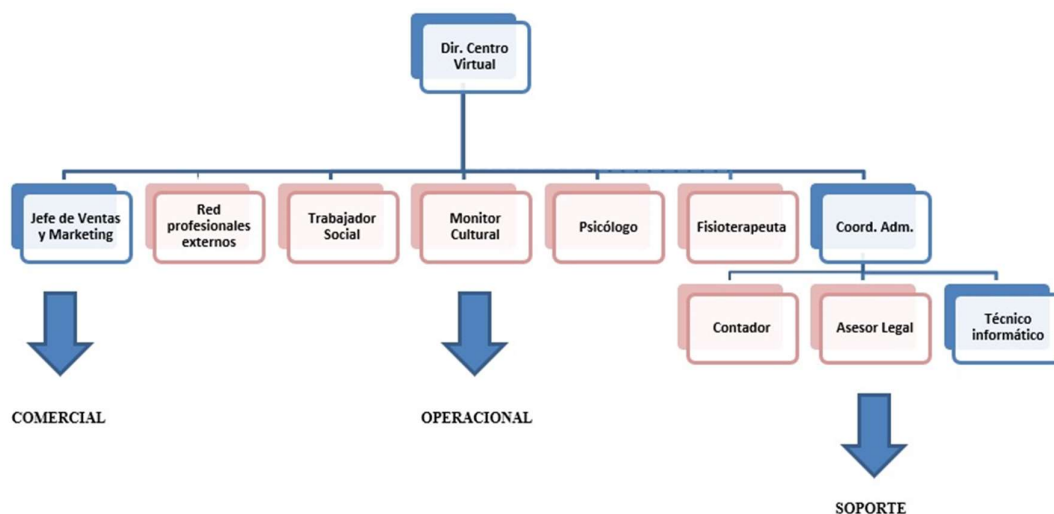 Dir. Centro
Virtual
Jefe de Ventas
y Marketing
Red
profesionales
externos
Trabajador
Social
Monitor
Cultural
Psicólogo
Fisioterapeuta
Coord. Adm.
Contador
Asesor Legal
Técnico
informático
COMERCIAL
OPERACIONAL
SOPORTE